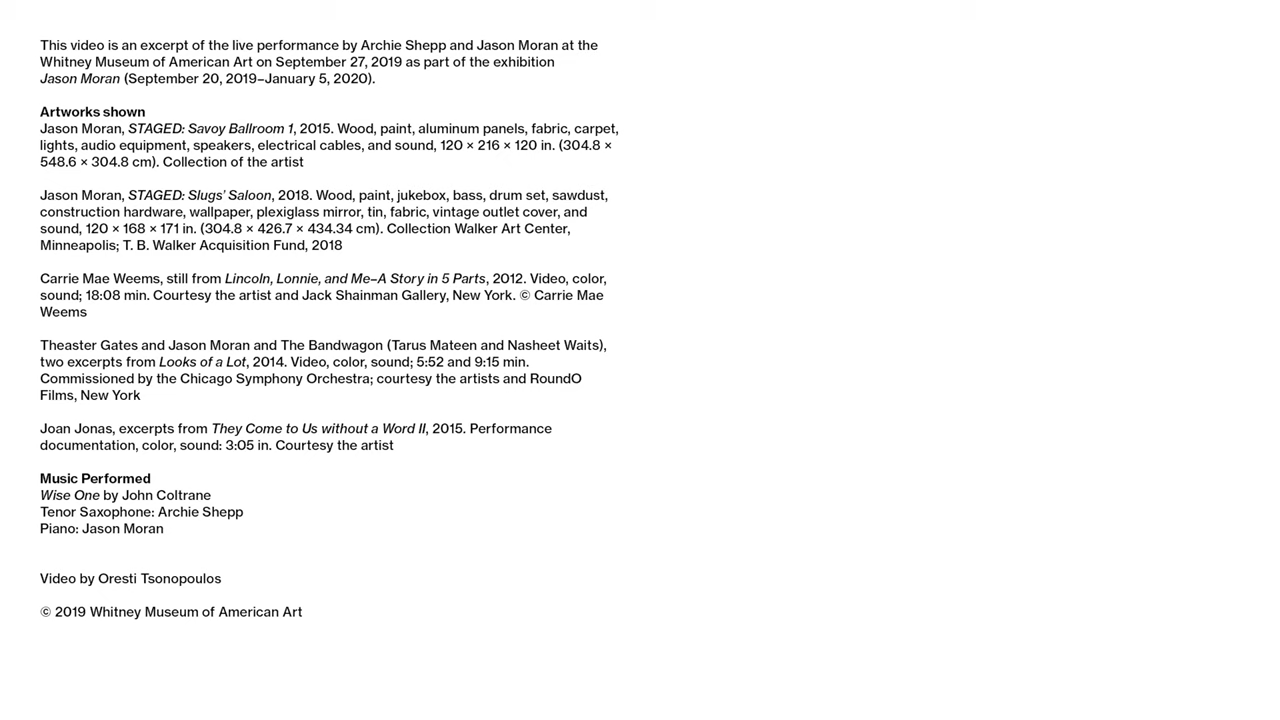 This video is an excerpt of the live performance by Archie Shepp and Jason Moran at the
Whitney Museum of American Art on September 27, 2019 as part of the exhibition
Jason Moran (September 20, 2019–January 5, 2020).
Artworks shown
Jason Moran, STAGED: Savoy Ballroom 1, 2015. Wood, paint, aluminum panels, fabric, carpet,
lights, audio equipment, speakers, electrical cables, and sound, 120 × 216 × 120 in. (304.8 ×
548.6 × 304.8 cm). Collection of the artist
Jason Moran, STAGED: Slugs’ Saloon, 2018. Wood, paint, jukebox, bass, drum set, sawdust,
construction hardware, wallpaper, plexiglass mirror, tin, fabric, vintage outlet cover, and
sound, 120 × 168 × 171 in. (304.8 × 426.7 × 434.34 cm). Collection Walker Art Center,
Minneapolis; T. B. Walker Acquisition Fund, 2018
Carrie Mae Weems, still from Lincoln, Lonnie, and Me–A Story in 5 Parts, 2012. Video, color,
sound; 18:08 min. Courtesy the artist and Jack Shainman Gallery, New York. © Carrie Mae
Weems
Theaster Gates and Jason Moran and The Bandwagon (Tarus Mateen and Nasheet Waits),
two excerpts from Looks of a Lot, 2014. Video, color, sound; 5:52 and 9:15 min.
Commissioned by the Chicago Symphony Orchestra; courtesy the artists and RoundO
Films, New York
Joan Jonas, excerpts from They Come to Us without a Word II, 2015. Performance
documentation, color, sound: 3:05 in. Courtesy the artist
Music Performed
Wise One by John Coltrane
Tenor Saxophone: Archie Shepp
Piano: Jason Moran
Video by Oresti Tsonopoulos
© 2019 Whitney Museum of American Art